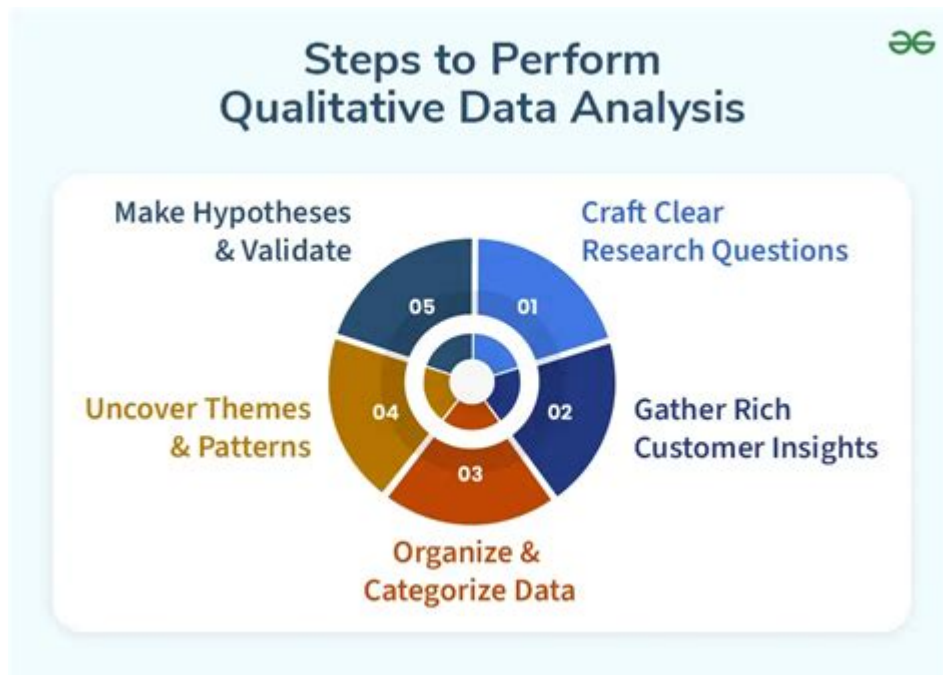 Steps to Perform
Qualitative Data Analysis
Make Hypotheses
& Validate
Craft Clear
Research Questions
05
01
Uncover Themes
& Patterns
04
02
Gather Rich
Customer Insights
03
Organize &
Categorize Data